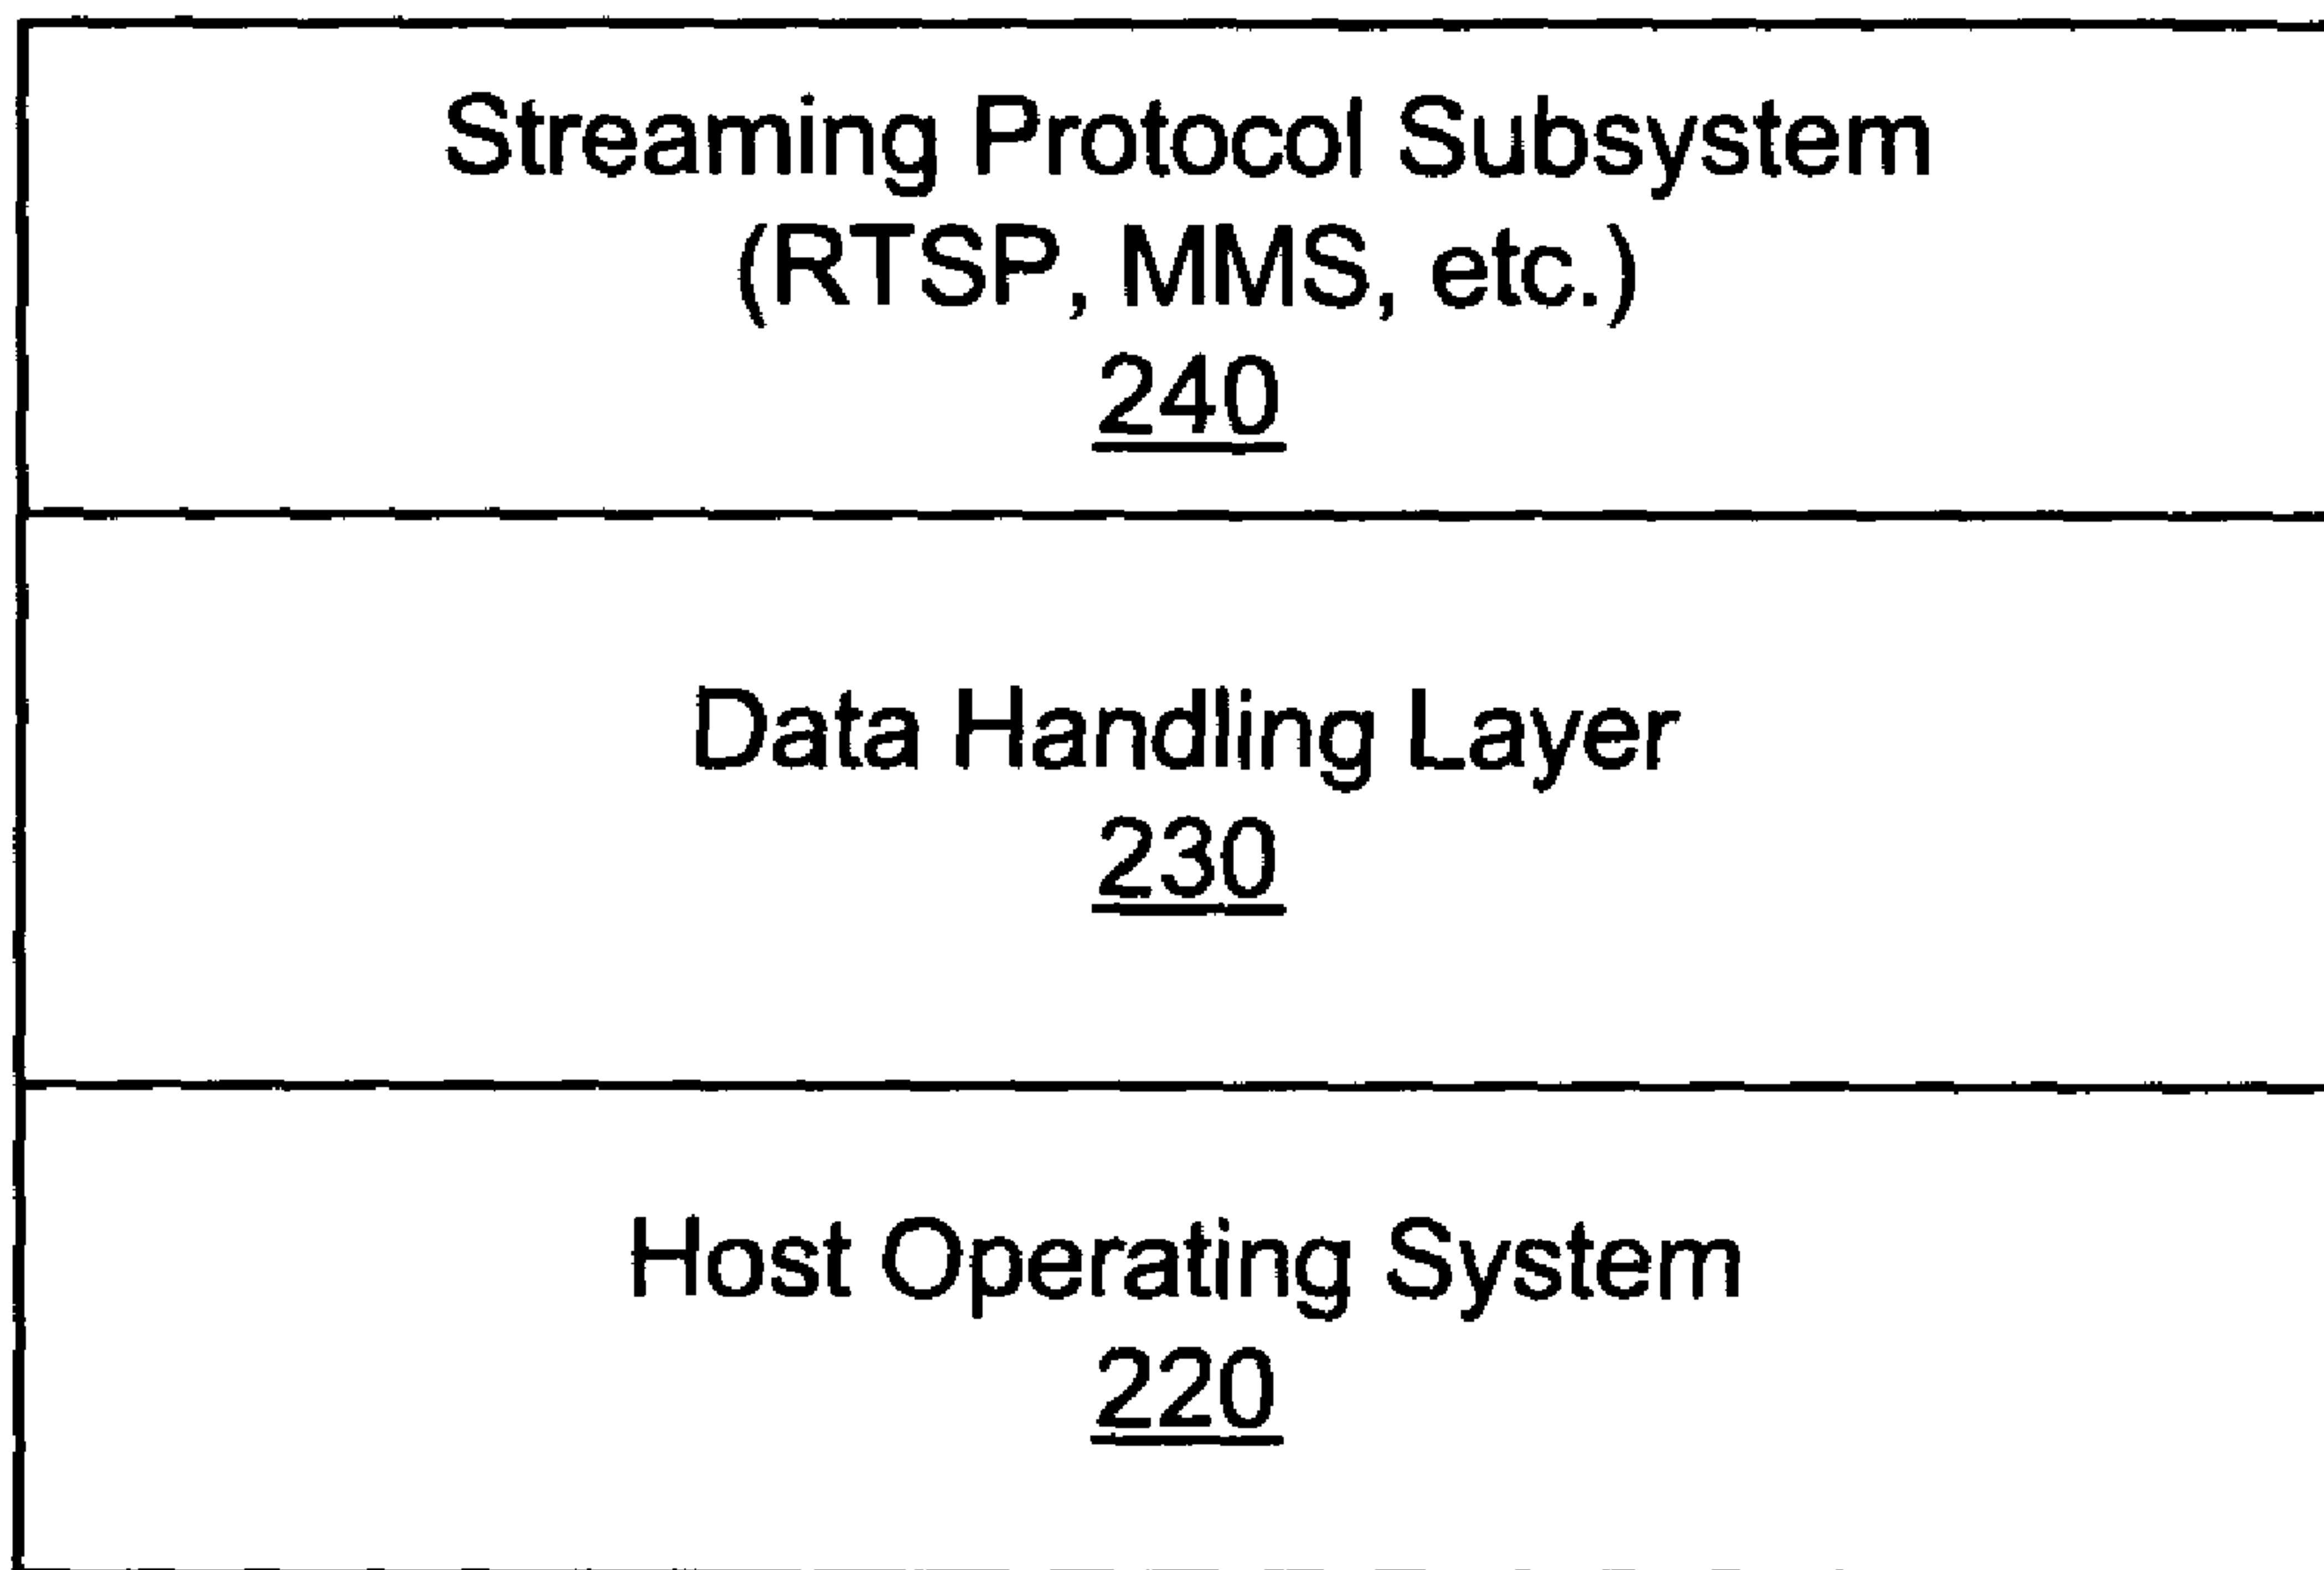 Streaming Protocol Subsystem
(RTSP, MMS, etc.)
240
Data Handling Layer
230
Host Operating System
220